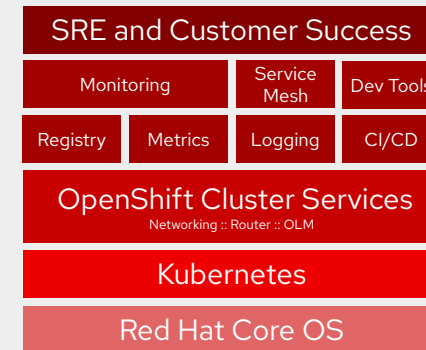 SRE and Customer Success
Monitoring
Service
Mesh
Dev Tools
Registry
Metrics
Logging
CI/CD
OpenShift Cluster Services
Networking :: Router :: OLM
Kubernetes
Red Hat Core OS